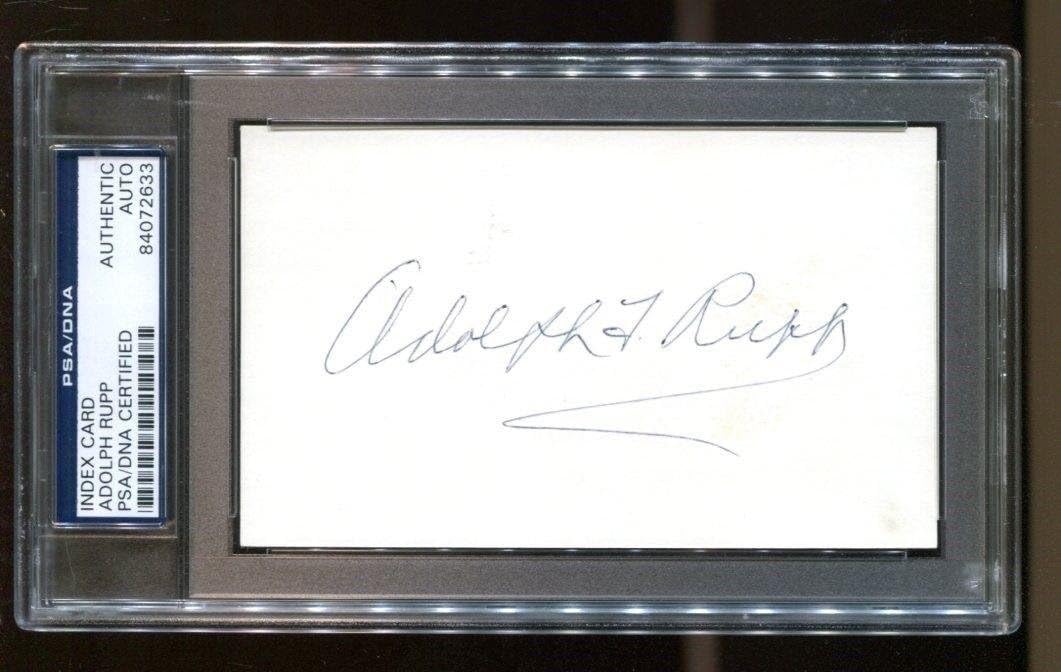 PSA/DNA
INDEX CARD
ADOLPH RUPP
PSA/DNA CERTIFIED
AUTHENTIC
AUTO
84072633
Adolph F. Rupp